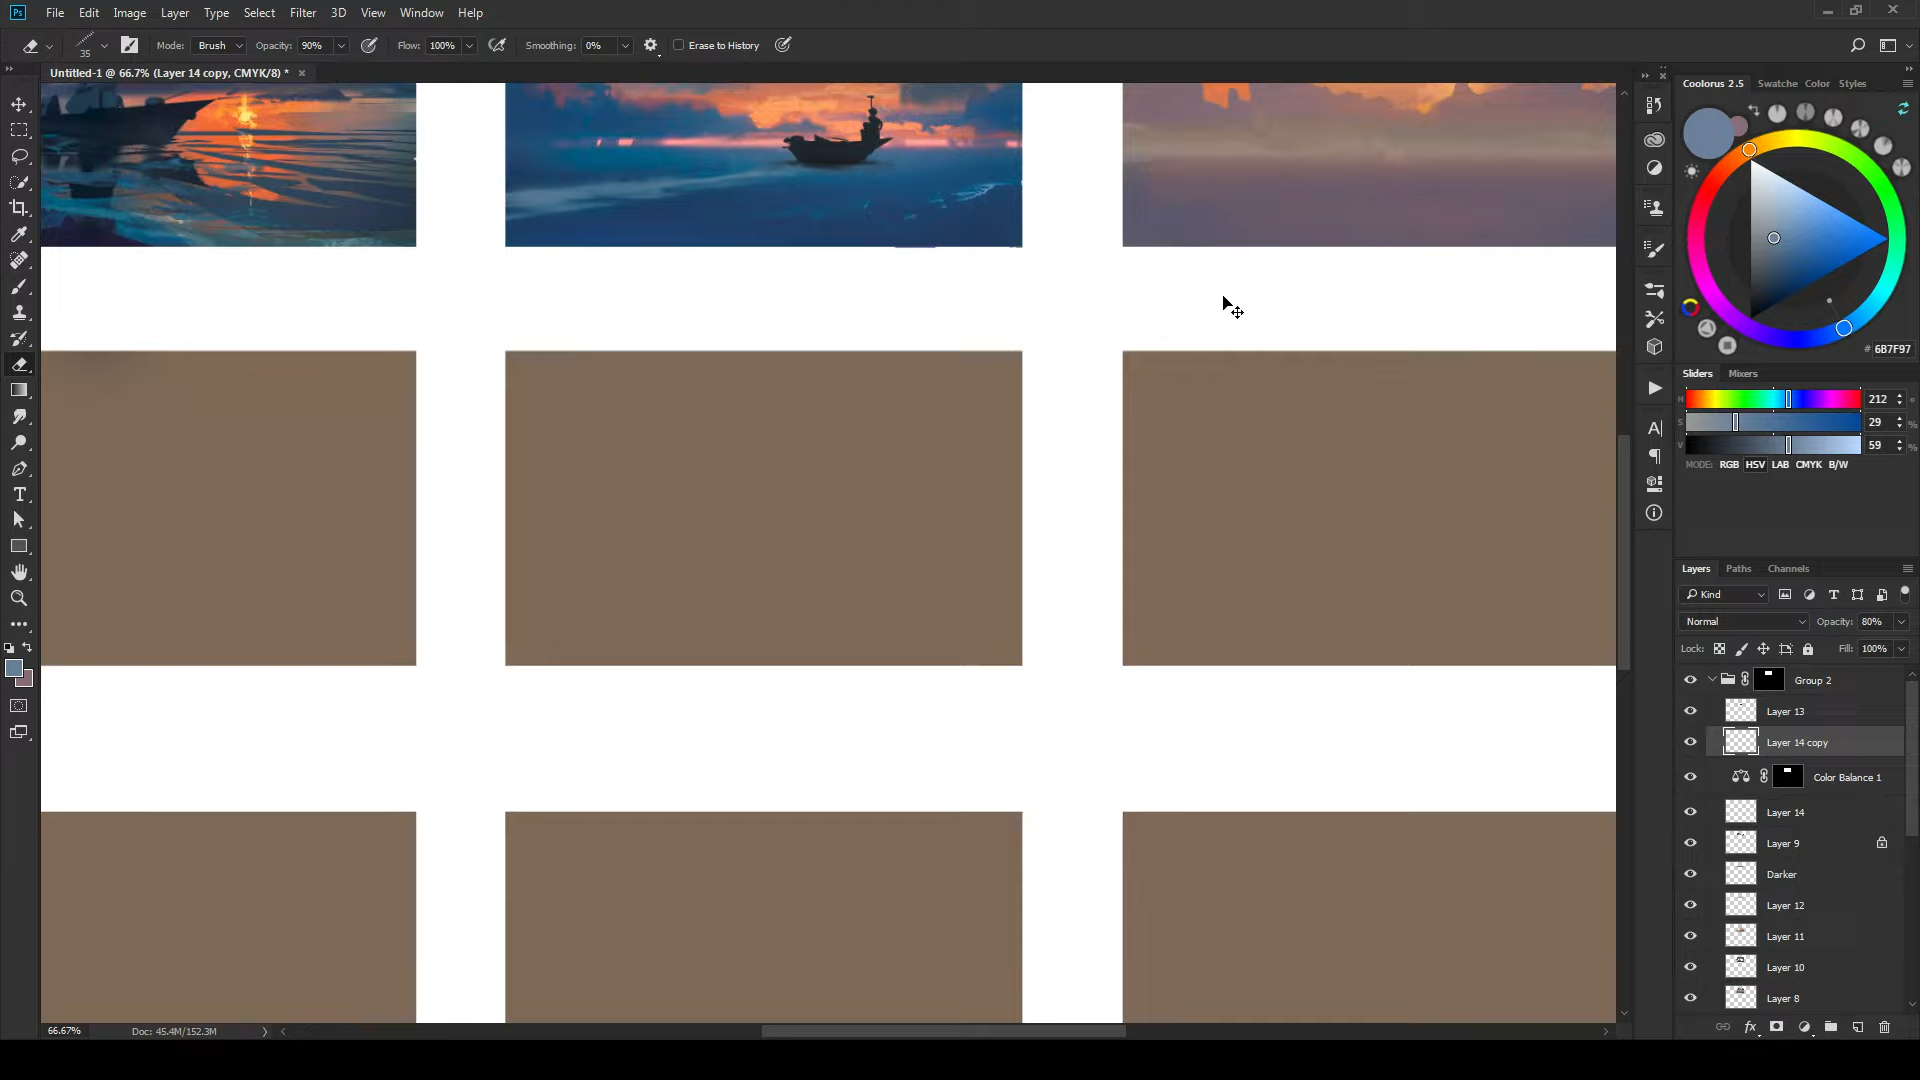 Ps File Edit Image Layer Type Select Filter 3D View Window Help
35 Mode: Brush Opacity: 90% Flow: 100% Smoothing: 0% Erase to History
Untitled-1 @ 66.7% (Layer 14 copy, CMYK/8) * ×
Coolorus 2.5 Swatche Color Styles
# 6B7F97
Sliders Mixers
H 212 °
S 29 %
V 59 %
MODE: RGB HSV LAB CMYK B/W
Layers Paths Channels
Kind
Normal Opacity: 80%
Lock: Fill: 100%
Group 2
Layer 13
Layer 14 copy
Color Balance 1
Layer 14
Layer 9
Darker
Layer 12
Layer 11
Layer 10
Layer 8
66.67% Doc: 45.4M/152.3M
fx